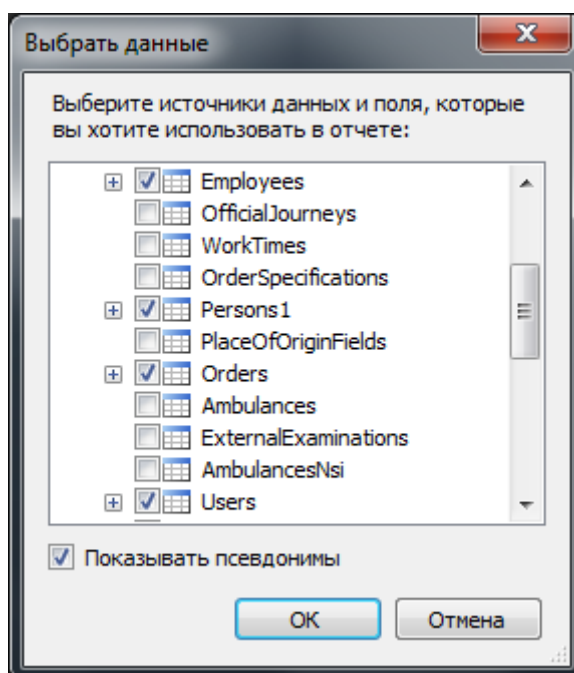 Выбрать данные
Выберите источники данных и поля, которые
вы хотите использовать в отчете:
Employees
OfficialJourneys
WorkTimes
OrderSpecifications
Persons1
PlaceOfOriginFields
Orders
Ambulances
ExternalExaminations
AmbulancesNsi
Users
Показывать псевдонимы
ОК
Отмена